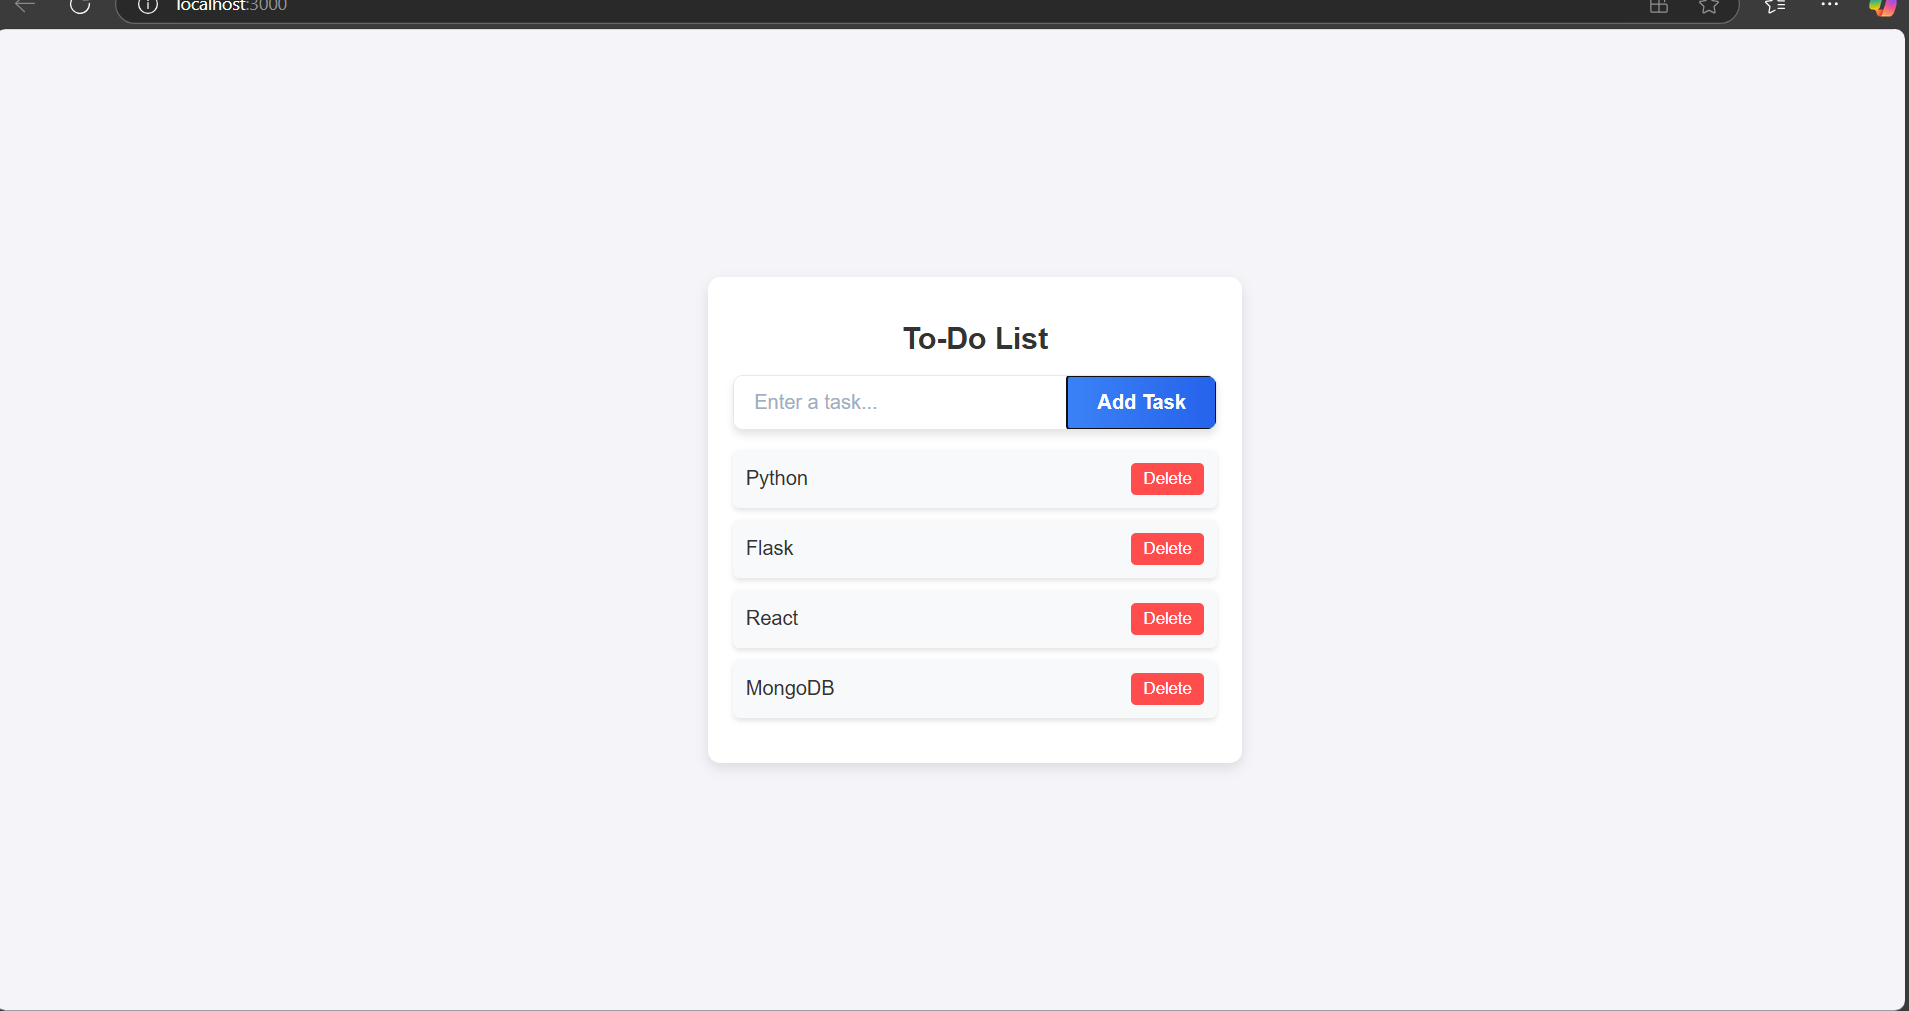 localhost:3000
To-Do List
Enter a task...
Add Task
Python
Delete
Flask
Delete
React
Delete
MongoDB
Delete